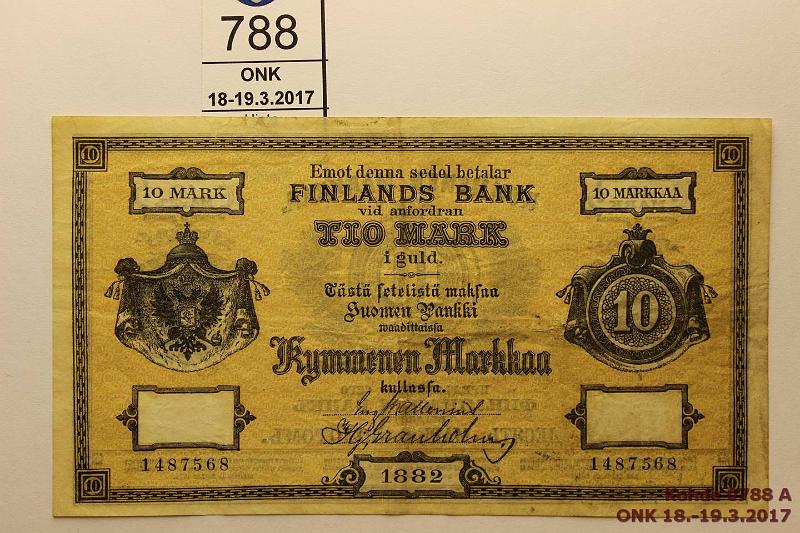 788
ONK
18-19.3.2017
10
10
10 MARK
Emot denna sedel betalar
10 MARKKAA
FINLANDS BANK
vid anfordran
TIO MARK
i guld.
Tästä setelistä maksaa
Suomen Pankki
waadittaissa
10
Kymmenen Markkaa
kullassa.
1487568
1882
1487568
10
10
Kohde 0788 A
ONK 18.-19.3.2017